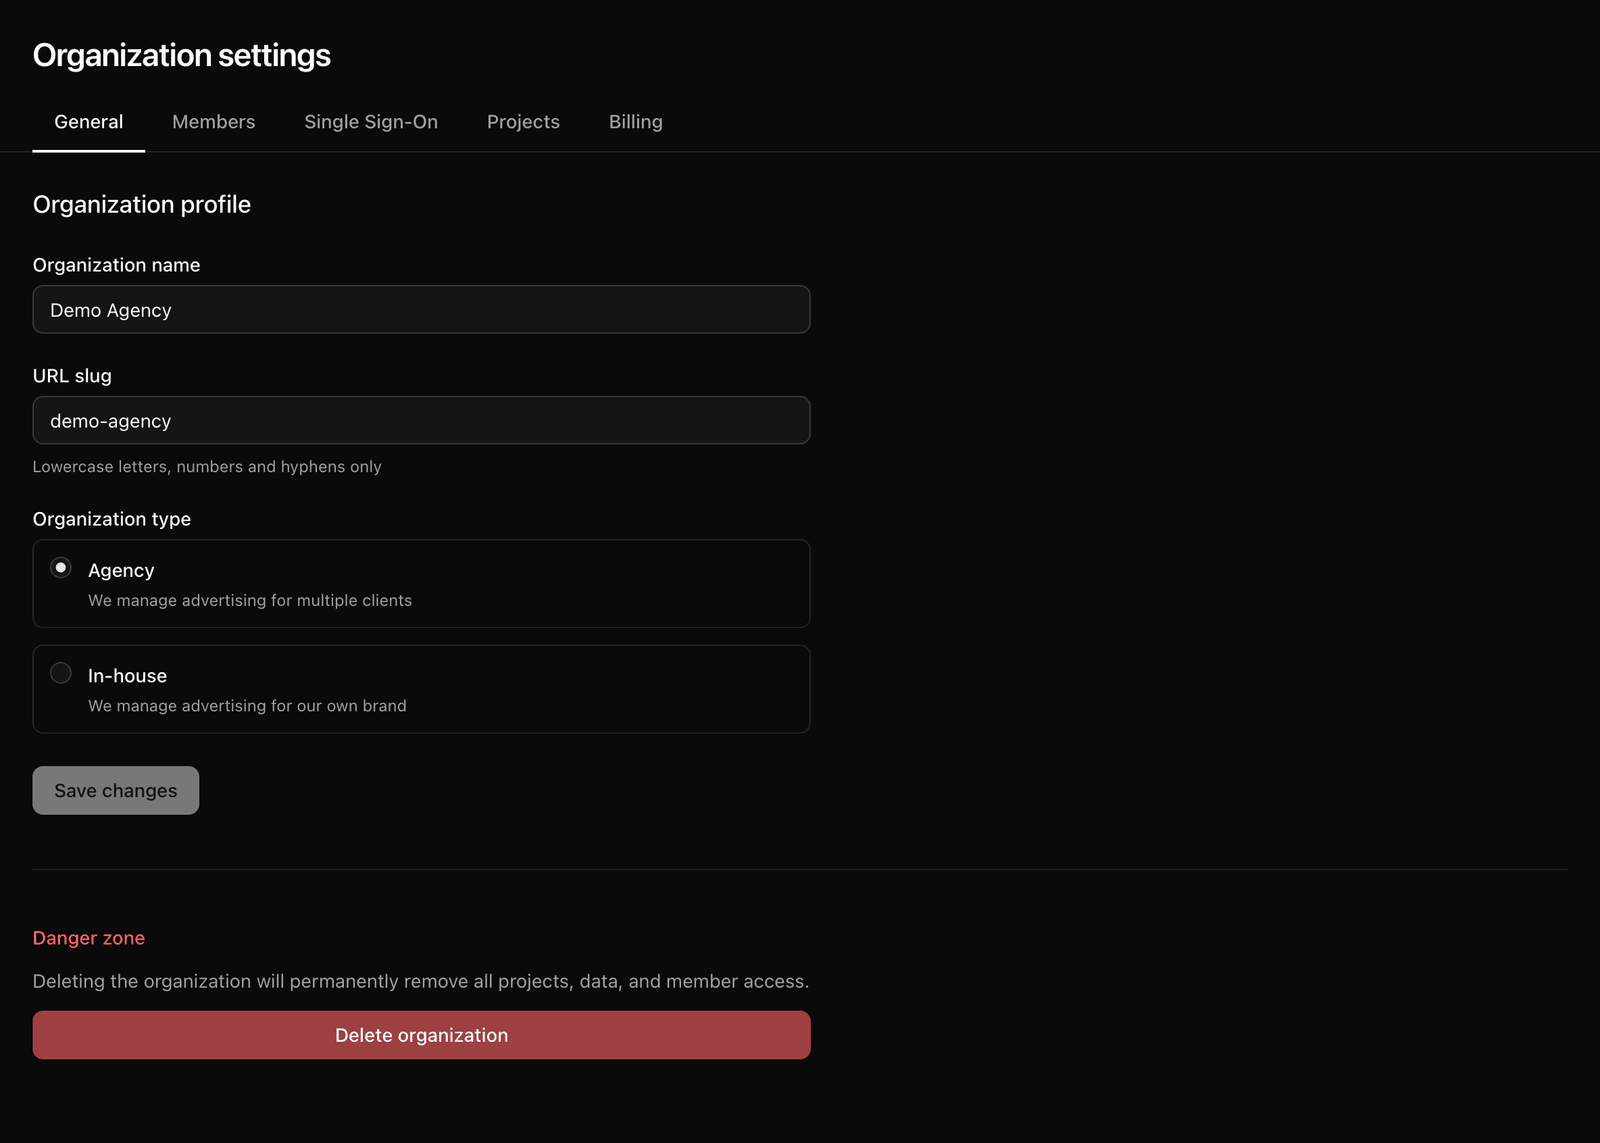 Organization settings
General Members Single Sign-On Projects Billing
Organization profile
Organization name
Demo Agency
URL slug
demo-agency
Lowercase letters, numbers and hyphens only
Organization type
Agency
We manage advertising for multiple clients
In-house
We manage advertising for our own brand
Save changes
Danger zone
Deleting the organization will permanently remove all projects, data, and member access.
Delete organization